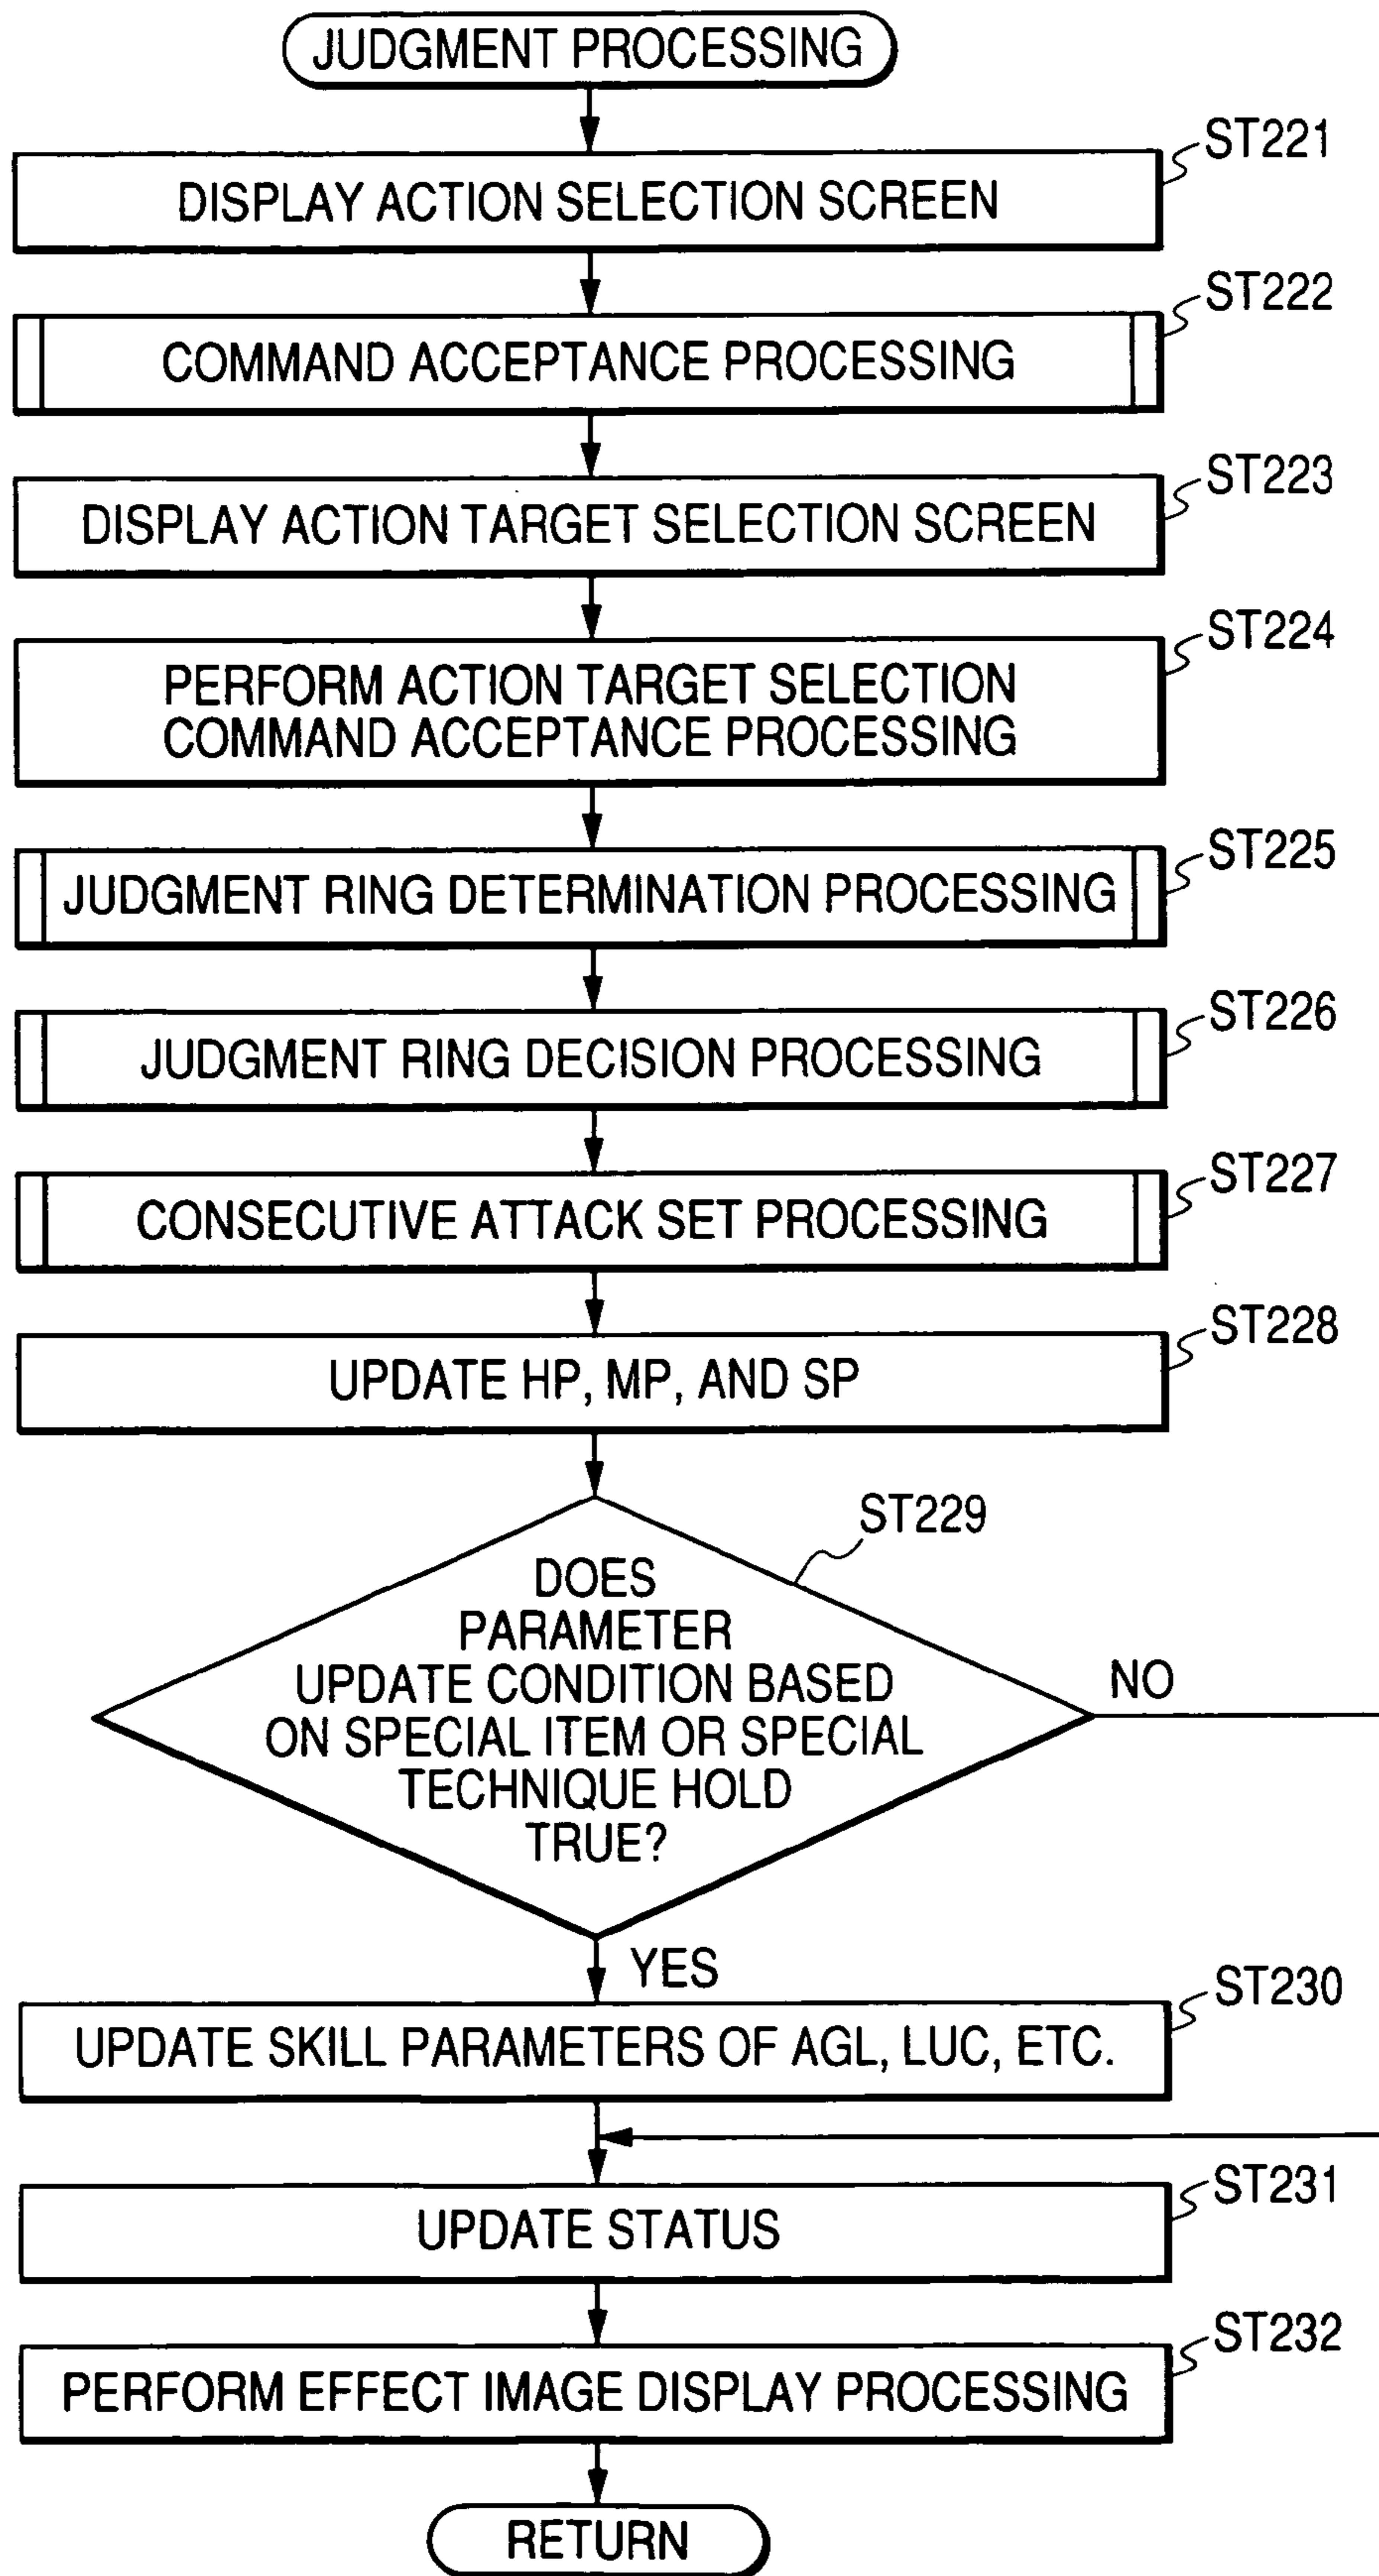 JUDGMENT PROCESSING
ST221
DISPLAY ACTION SELECTION SCREEN
ST222
COMMAND ACCEPTANCE PROCESSING
ST223
DISPLAY ACTION TARGET SELECTION SCREEN
ST224
PERFORM ACTION TARGET SELECTION
COMMAND ACCEPTANCE PROCESSING
ST225
JUDGMENT RING DETERMINATION PROCESSING
ST226
JUDGMENT RING DECISION PROCESSING
ST227
CONSECUTIVE ATTACK SET PROCESSING
ST228
UPDATE HP, MP, AND SP
ST229
DOES
PARAMETER
UPDATE CONDITION BASED
ON SPECIAL ITEM OR SPECIAL
TECHNIQUE HOLD
TRUE?
NO
YES
ST230
UPDATE SKILL PARAMETERS OF AGL, LUC, ETC.
ST231
UPDATE STATUS
ST232
PERFORM EFFECT IMAGE DISPLAY PROCESSING
RETURN